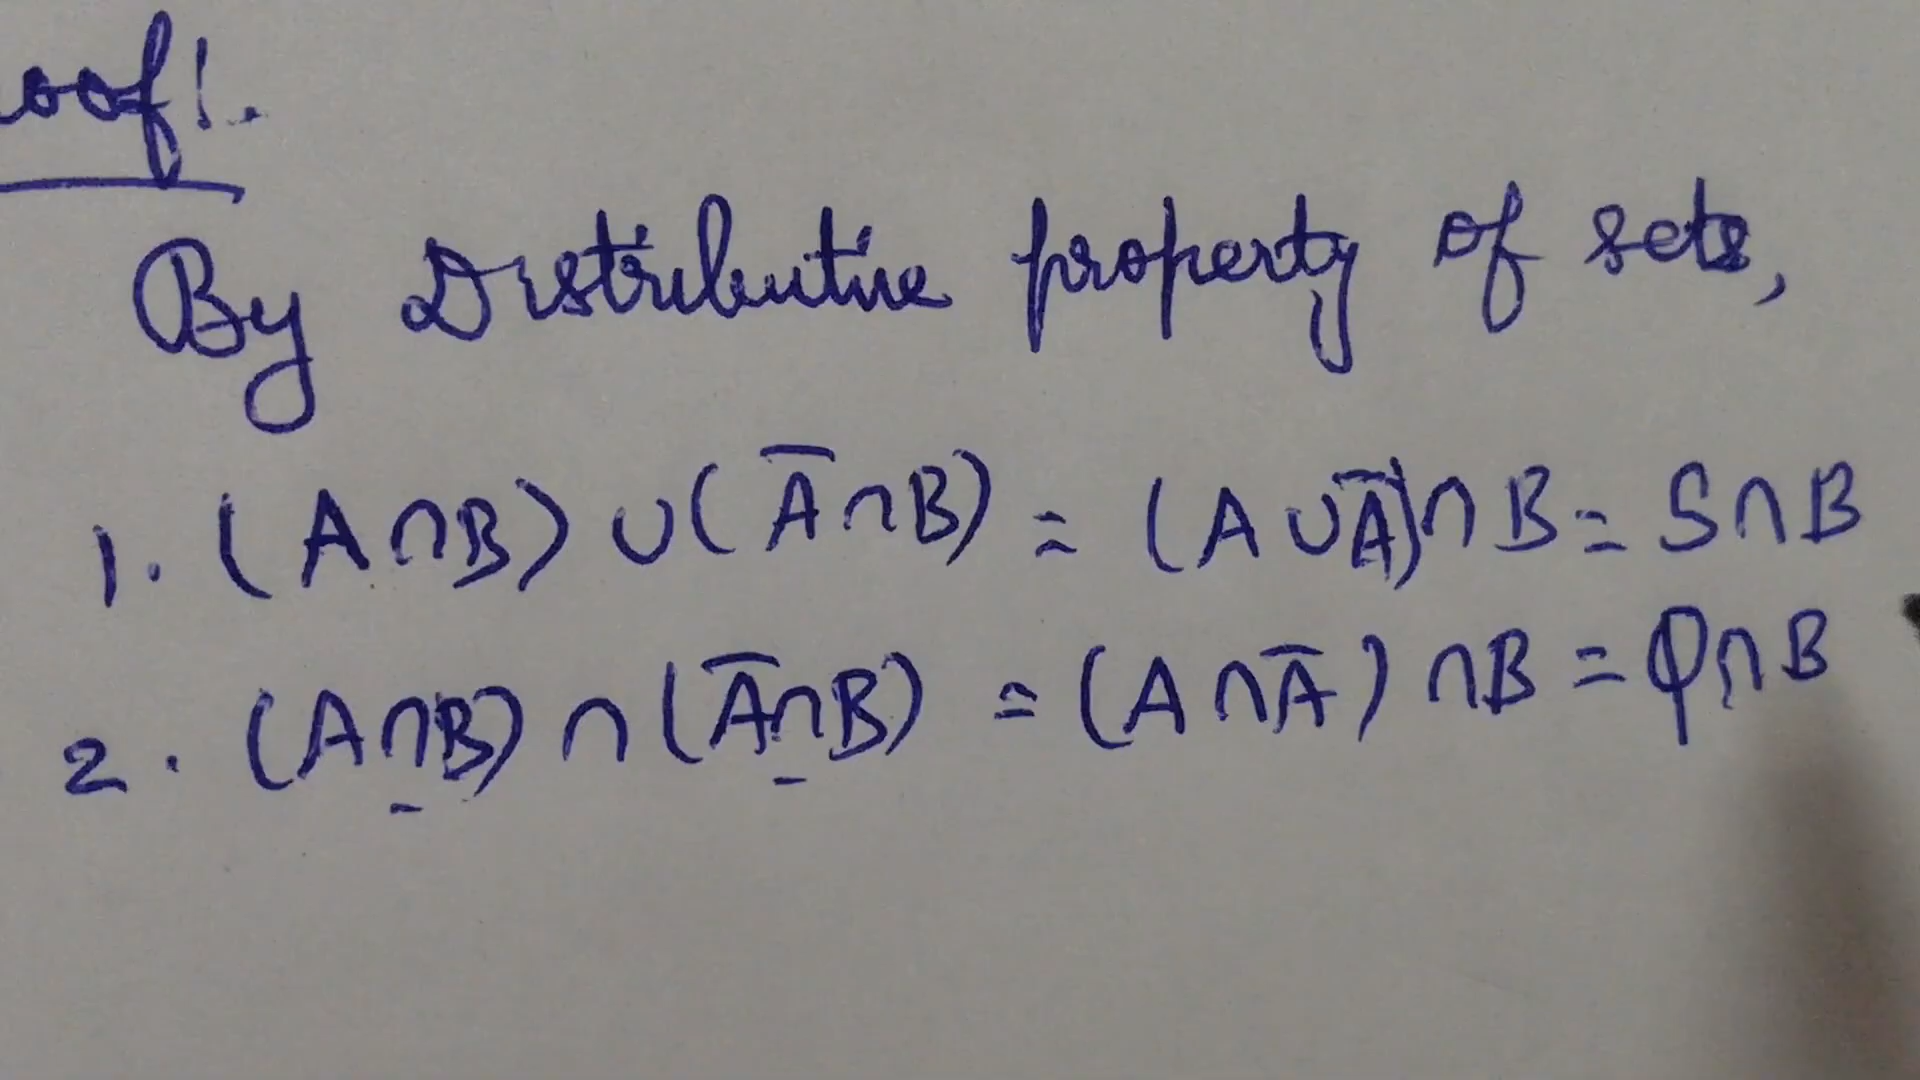 oof:-
By Distributive property of sets,
1. (A∩B) ∪ (A̅∩B) = (A∪A̅)∩B = S∩B
2. (A∩B) ∩ (A̅∩B) = (A∩A̅)∩B = φ∩B